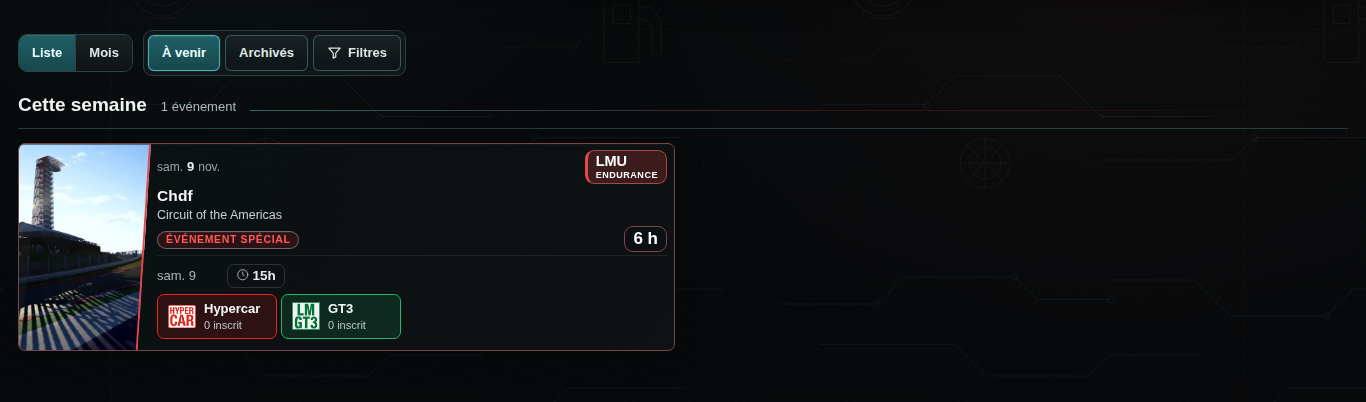 Liste Mois À venir Archivés Filtres
Cette semaine 1 événement
sam. 9 nov.
LMU
ENDURANCE
Chdf
Circuit of the Americas
ÉVÉNEMENT SPÉCIAL
6 h
sam. 9 15h
HYPER
CAR
Hypercar
0 inscrit
LM
GT3
GT3
0 inscrit